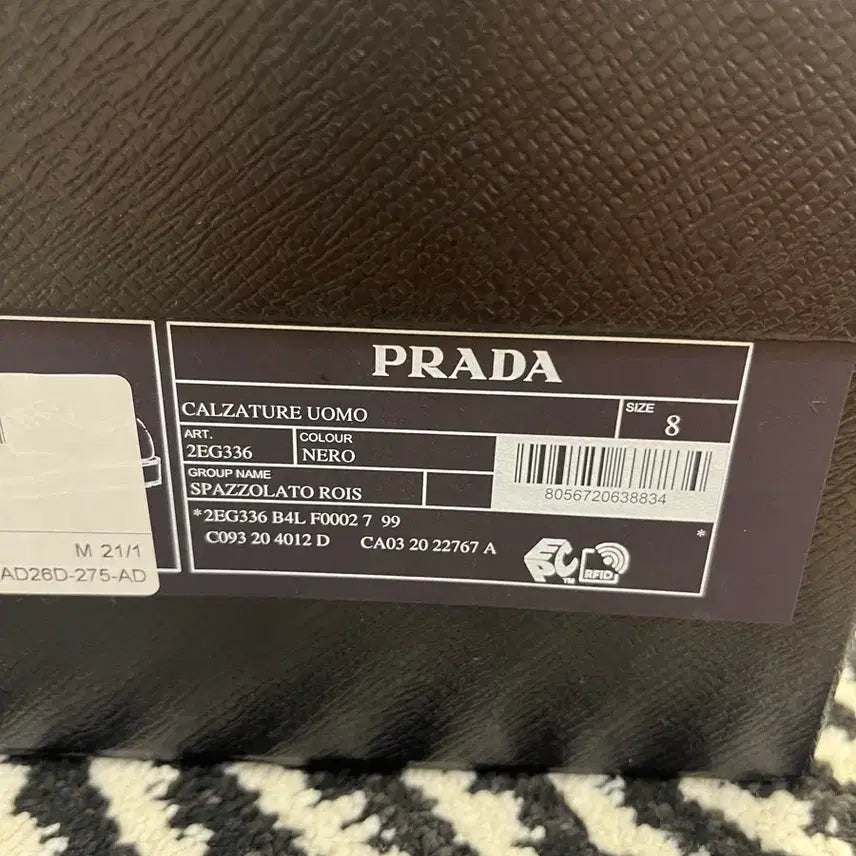 PRADA
CALZATURE UOMO
SIZE
8
ART.
2EG336
COLOUR
NERO
8056720638834
GROUP NAME
SPAZZOLATO ROIS
*2EG336 B4L F0002 7 99
C093 20 4012 D CA03 20 22767 A
*
EPC™
RFID
M 21/1
AD26D-275-AD